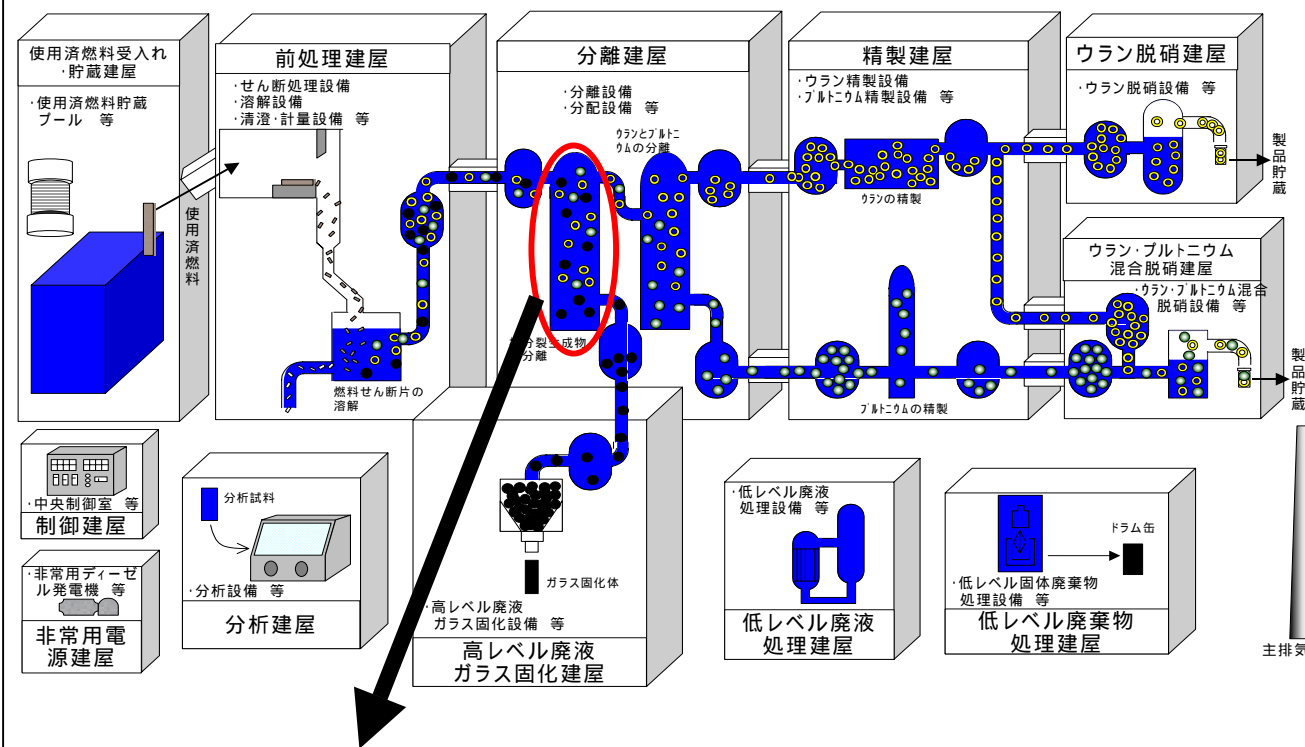 使用済燃料受入れ
・貯蔵建屋
・使用済燃料貯蔵
プール 等
使用済燃料
前処理建屋
・せん断処理設備
・溶解設備
・清澄・計量設備 等
燃料せん断片の
溶解
分離建屋
・分離設備
・分配設備 等
ウランとプルトニ
ウムの分離
分裂生成物
分離
精製建屋
・ウラン精製設備
・プルトニウム精製設備 等
ウランの精製
プルトニウムの精製
ウラン脱硝建屋
・ウラン脱硝設備 等
製品貯蔵
ウラン・プルトニウム
混合脱硝建屋
・ウラン・プルトニウム混合
脱硝設備 等
製品貯蔵
・中央制御室 等
制御建屋
・非常用ディーゼ
ル発電機 等
非常用電
源建屋
分析試料
・分析設備 等
分析建屋
ガラス固化体
・高レベル廃液
ガラス固化設備 等
高レベル廃液
ガラス固化建屋
・低レベル廃液
処理設備 等
低レベル廃液
処理建屋
ドラム缶
・低レベル固体廃棄物
処理設備 等
低レベル廃棄物
処理建屋
主排気